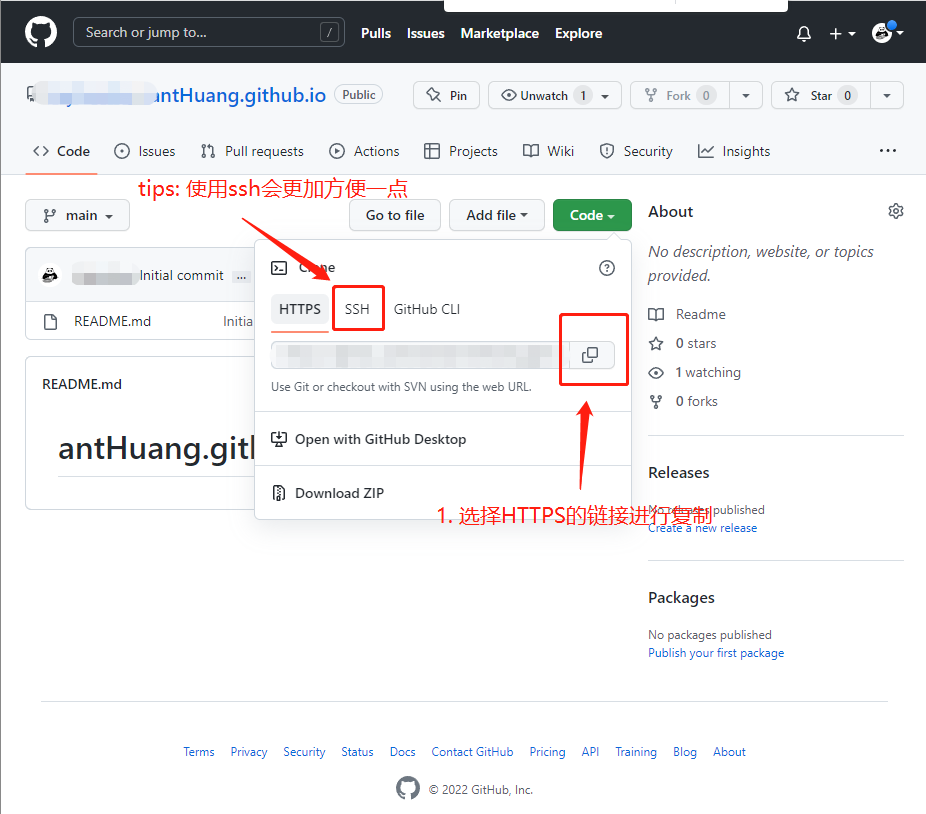 Search or jump to... /
Pulls Issues Marketplace Explore
antHuang.github.io Public
Pin Unwatch 1 Fork 0 Star 0
Code Issues Pull requests Actions Projects Wiki Security Insights ...
tips: 使用ssh会更加方便一点
main Go to file Add file Code
About
No description, website, or topics
provided.
Clone
Initial commit ...
HTTPS SSH GitHub CLI
README.md Initia
Readme
0 stars
1 watching
0 forks
Use Git or checkout with SVN using the web URL.
README.md
Open with GitHub Desktop
antHuang.git
Download ZIP
Releases
1. 选择HTTPS的链接进行复制
No releases published
Create a new release
Packages
No packages published
Publish your first package
Terms Privacy Security Status Docs Contact GitHub Pricing API Training Blog About
© 2022 GitHub, Inc.